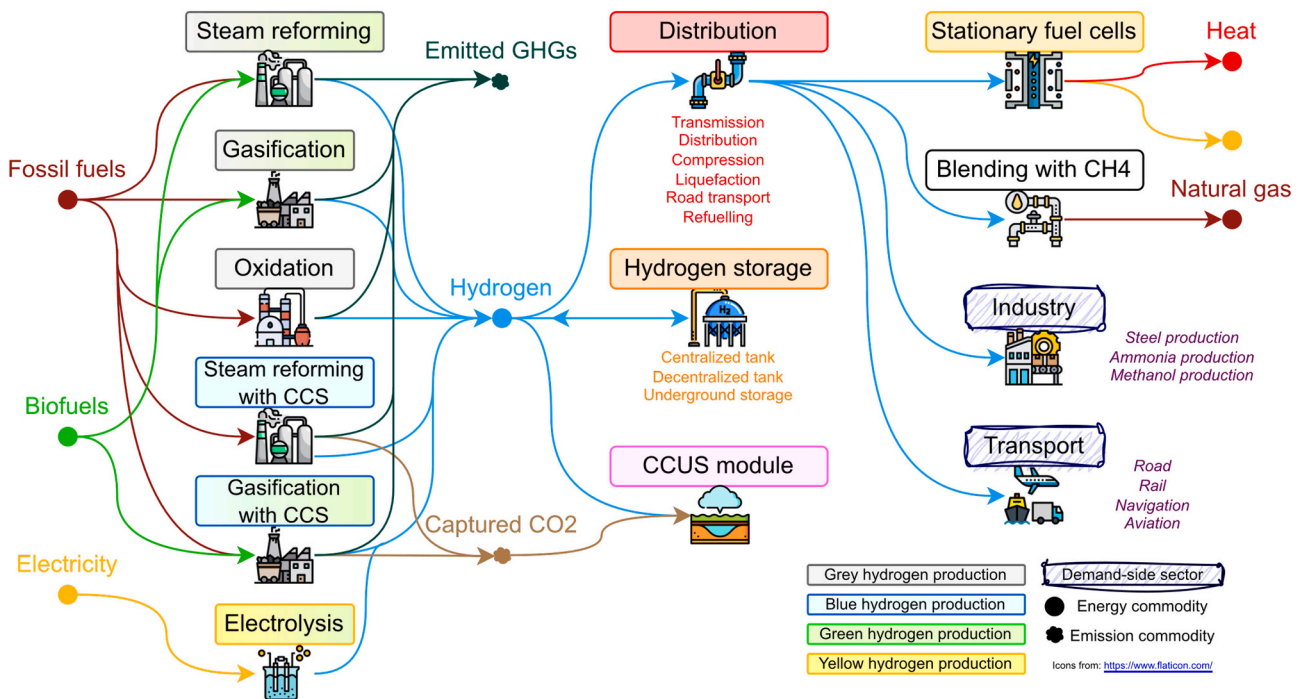 Steam reforming
Emitted GHGs
Distribution
Stationary fuel cells
Heat
Transmission
Distribution
Compression
Liquefaction
Road transport
Refuelling
Gasification
Fossil fuels
Blending with CH4
Natural gas
Oxidation
Hydrogen
Hydrogen storage
H2
Centralized tank
Decentralized tank
Underground storage
Industry
Steel production
Ammonia production
Methanol production
Steam reforming
with CCS
Biofuels
Transport
Road
Rail
Navigation
Aviation
Gasification
with CCS
Captured CO2
CCUS module
Electricity
Electrolysis
Grey hydrogen production
Blue hydrogen production
Green hydrogen production
Yellow hydrogen production
Demand-side sector
Energy commodity
Emission commodity
Icons from: https://www.flaticon.com/